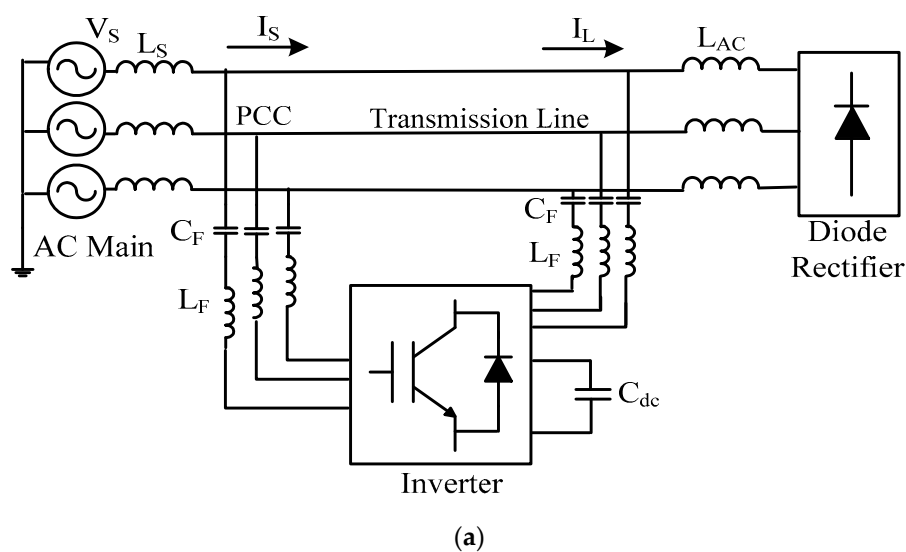 V_S
L_S
I_S
I_L
L_AC
PCC
Transmission Line
C_F
C_F
AC Main
L_F
L_F
Diode
Rectifier
C_dc
Inverter
(a)